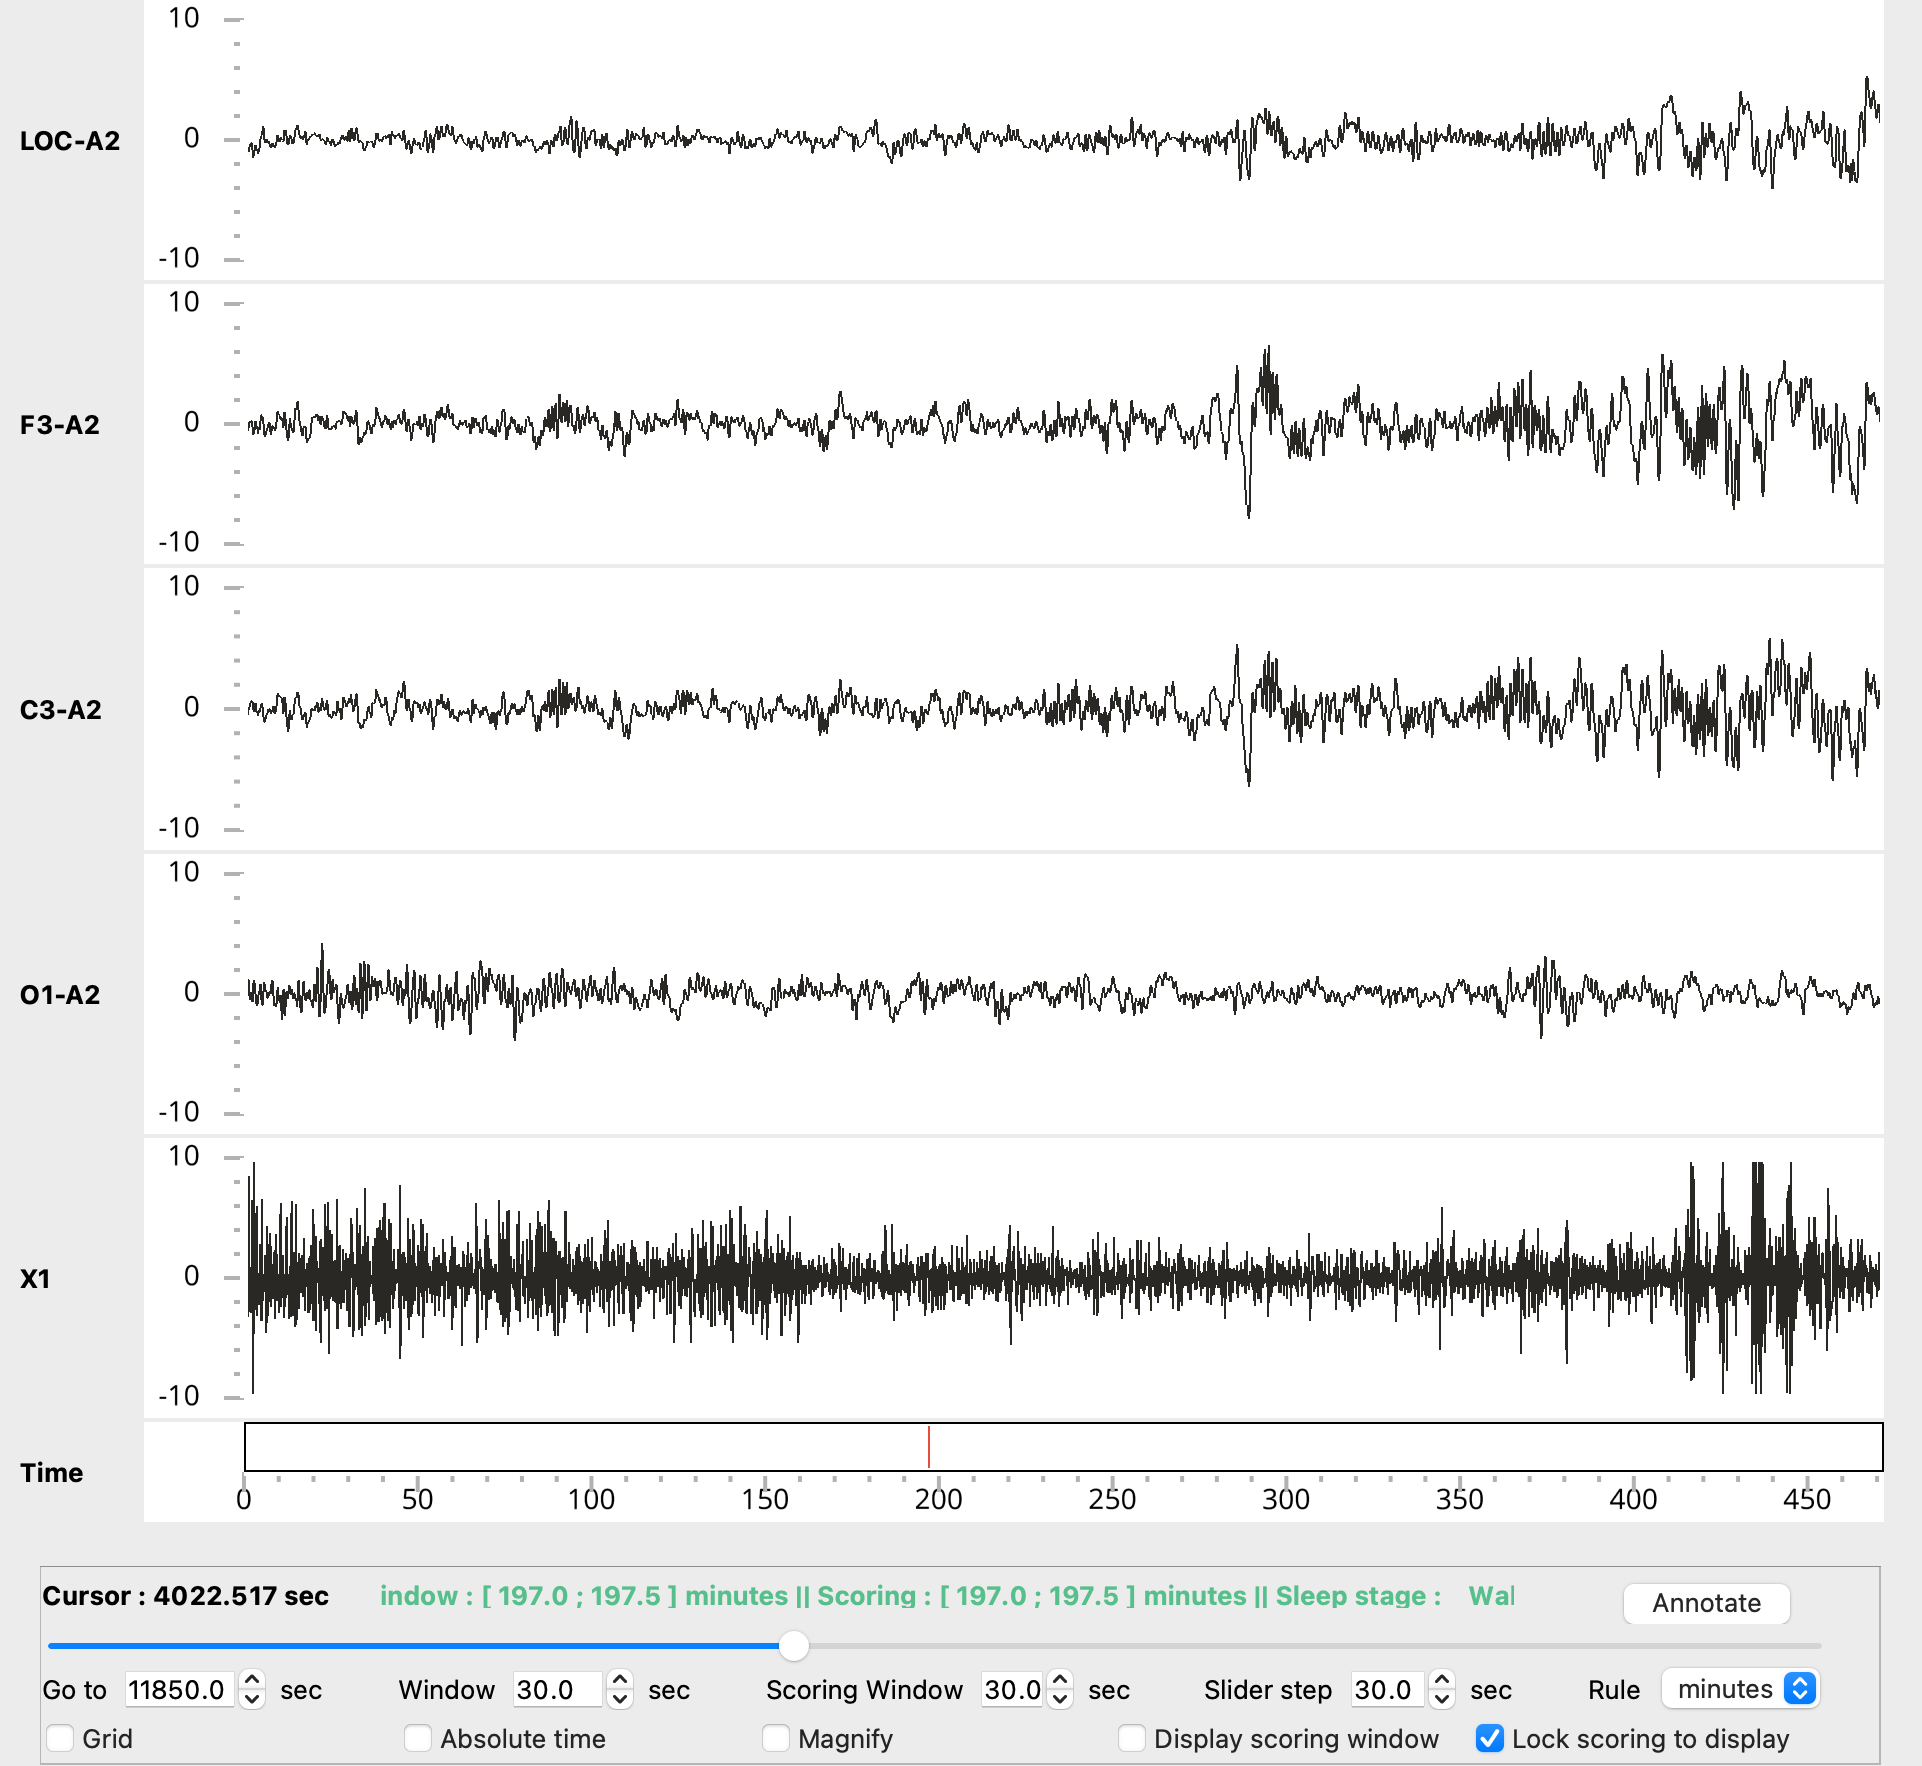 10
LOC-A2 0
-10
10
F3-A2 0
-10
10
C3-A2 0
-10
10
O1-A2 0
-10
10
X1 0
-10
Time
0 50 100 150 200 250 300 350 400 450
Cursor : 4022.517 sec indow : [ 197.0 ; 197.5 ] minutes || Scoring : [ 197.0 ; 197.5 ] minutes || Sleep stage : Wal Annotate
Go to 11850.0 sec Window 30.0 sec Scoring Window 30.0 sec Slider step 30.0 sec Rule minutes
Grid Absolute time Magnify Display scoring window Lock scoring to display